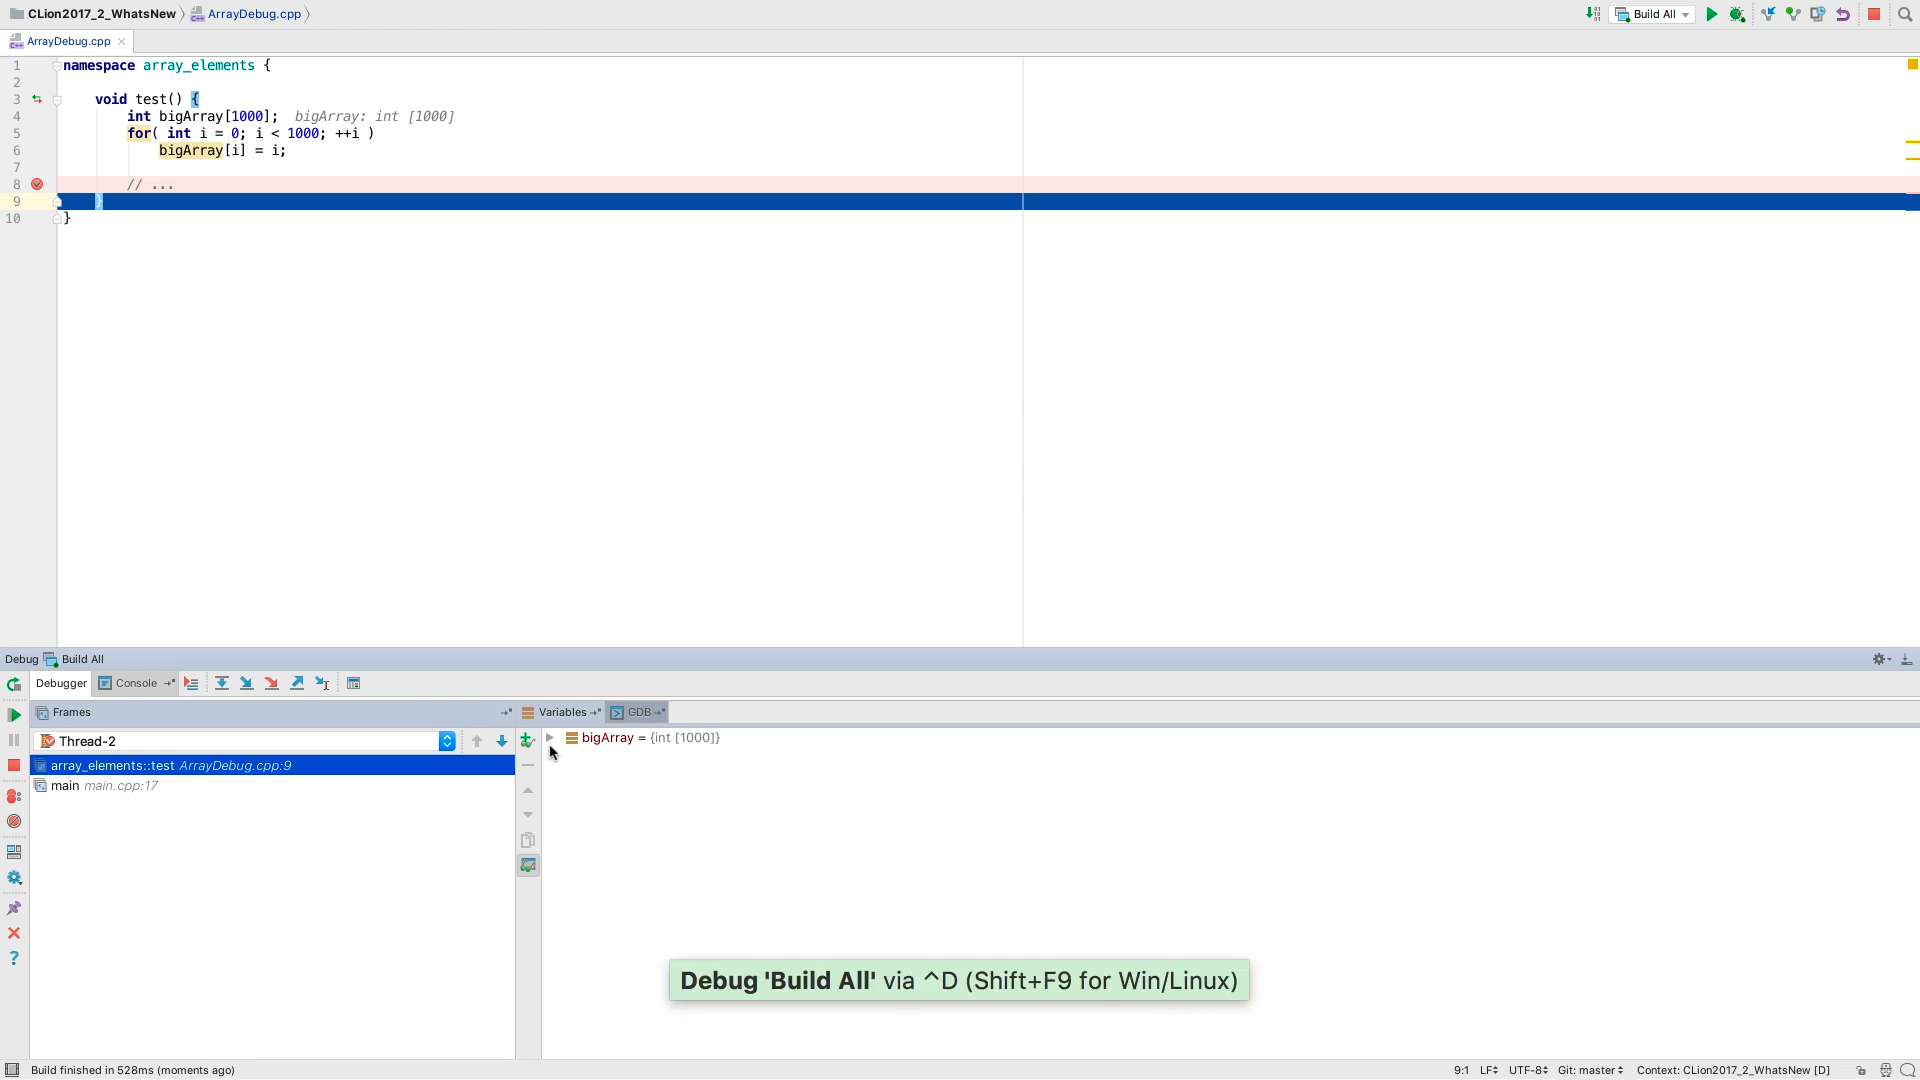 CLion2017_2_WhatsNew ArrayDebug.cpp Build All
ArrayDebug.cpp
1 namespace array_elements {
2
3 void test() {
4 int bigArray[1000]; bigArray: int [1000]
5 for( int i = 0; i < 1000; ++i )
6 bigArray[i] = i;
7
8 // ...
9 }
10 }
Debug Build All
Debugger Console
Frames Variables GDB
Thread-2 bigArray = {int [1000]}
array_elements::test ArrayDebug.cpp:9
main main.cpp:17
Debug 'Build All' via ^D (Shift+F9 for Win/Linux)
Build finished in 528ms (moments ago) 9:1 LF UTF-8 Git: master Context: CLion2017_2_WhatsNew [D]